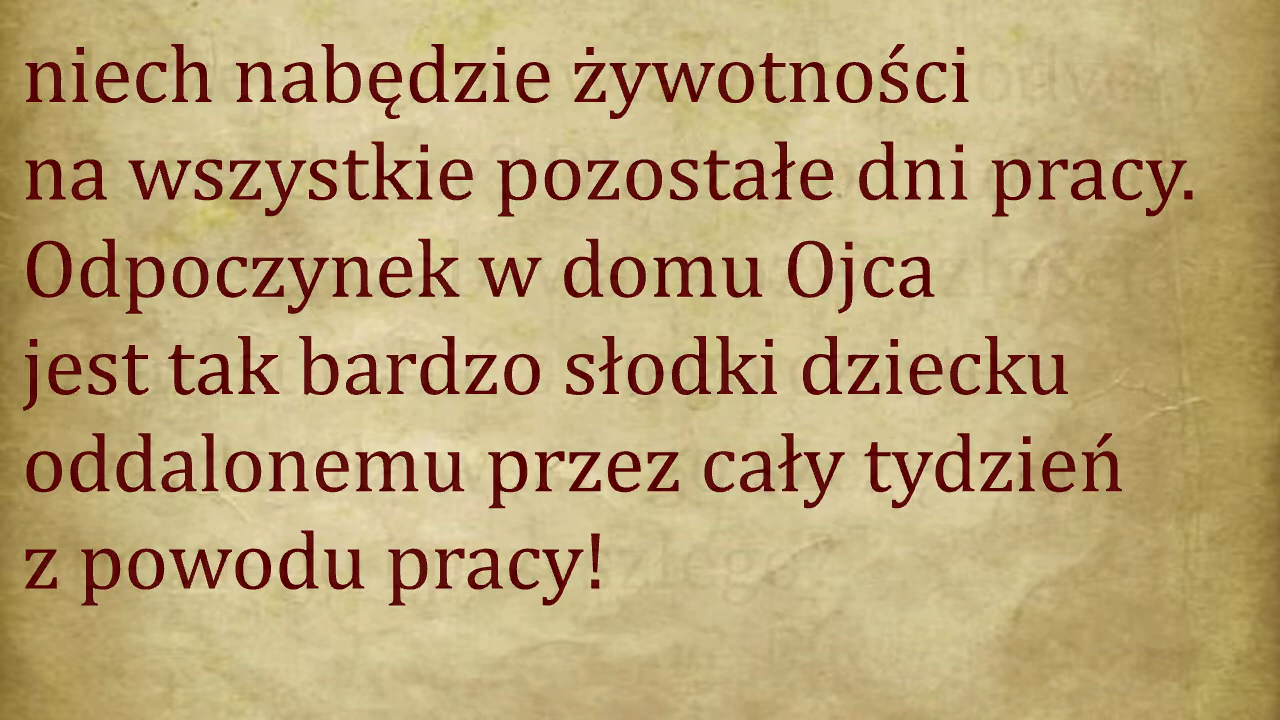 niech nabędzie żywotności
na wszystkie pozostałe dni pracy.
Odpoczynek w domu Ojca
jest tak bardzo słodki dziecku
oddalonemu przez cały tydzień
z powodu pracy!